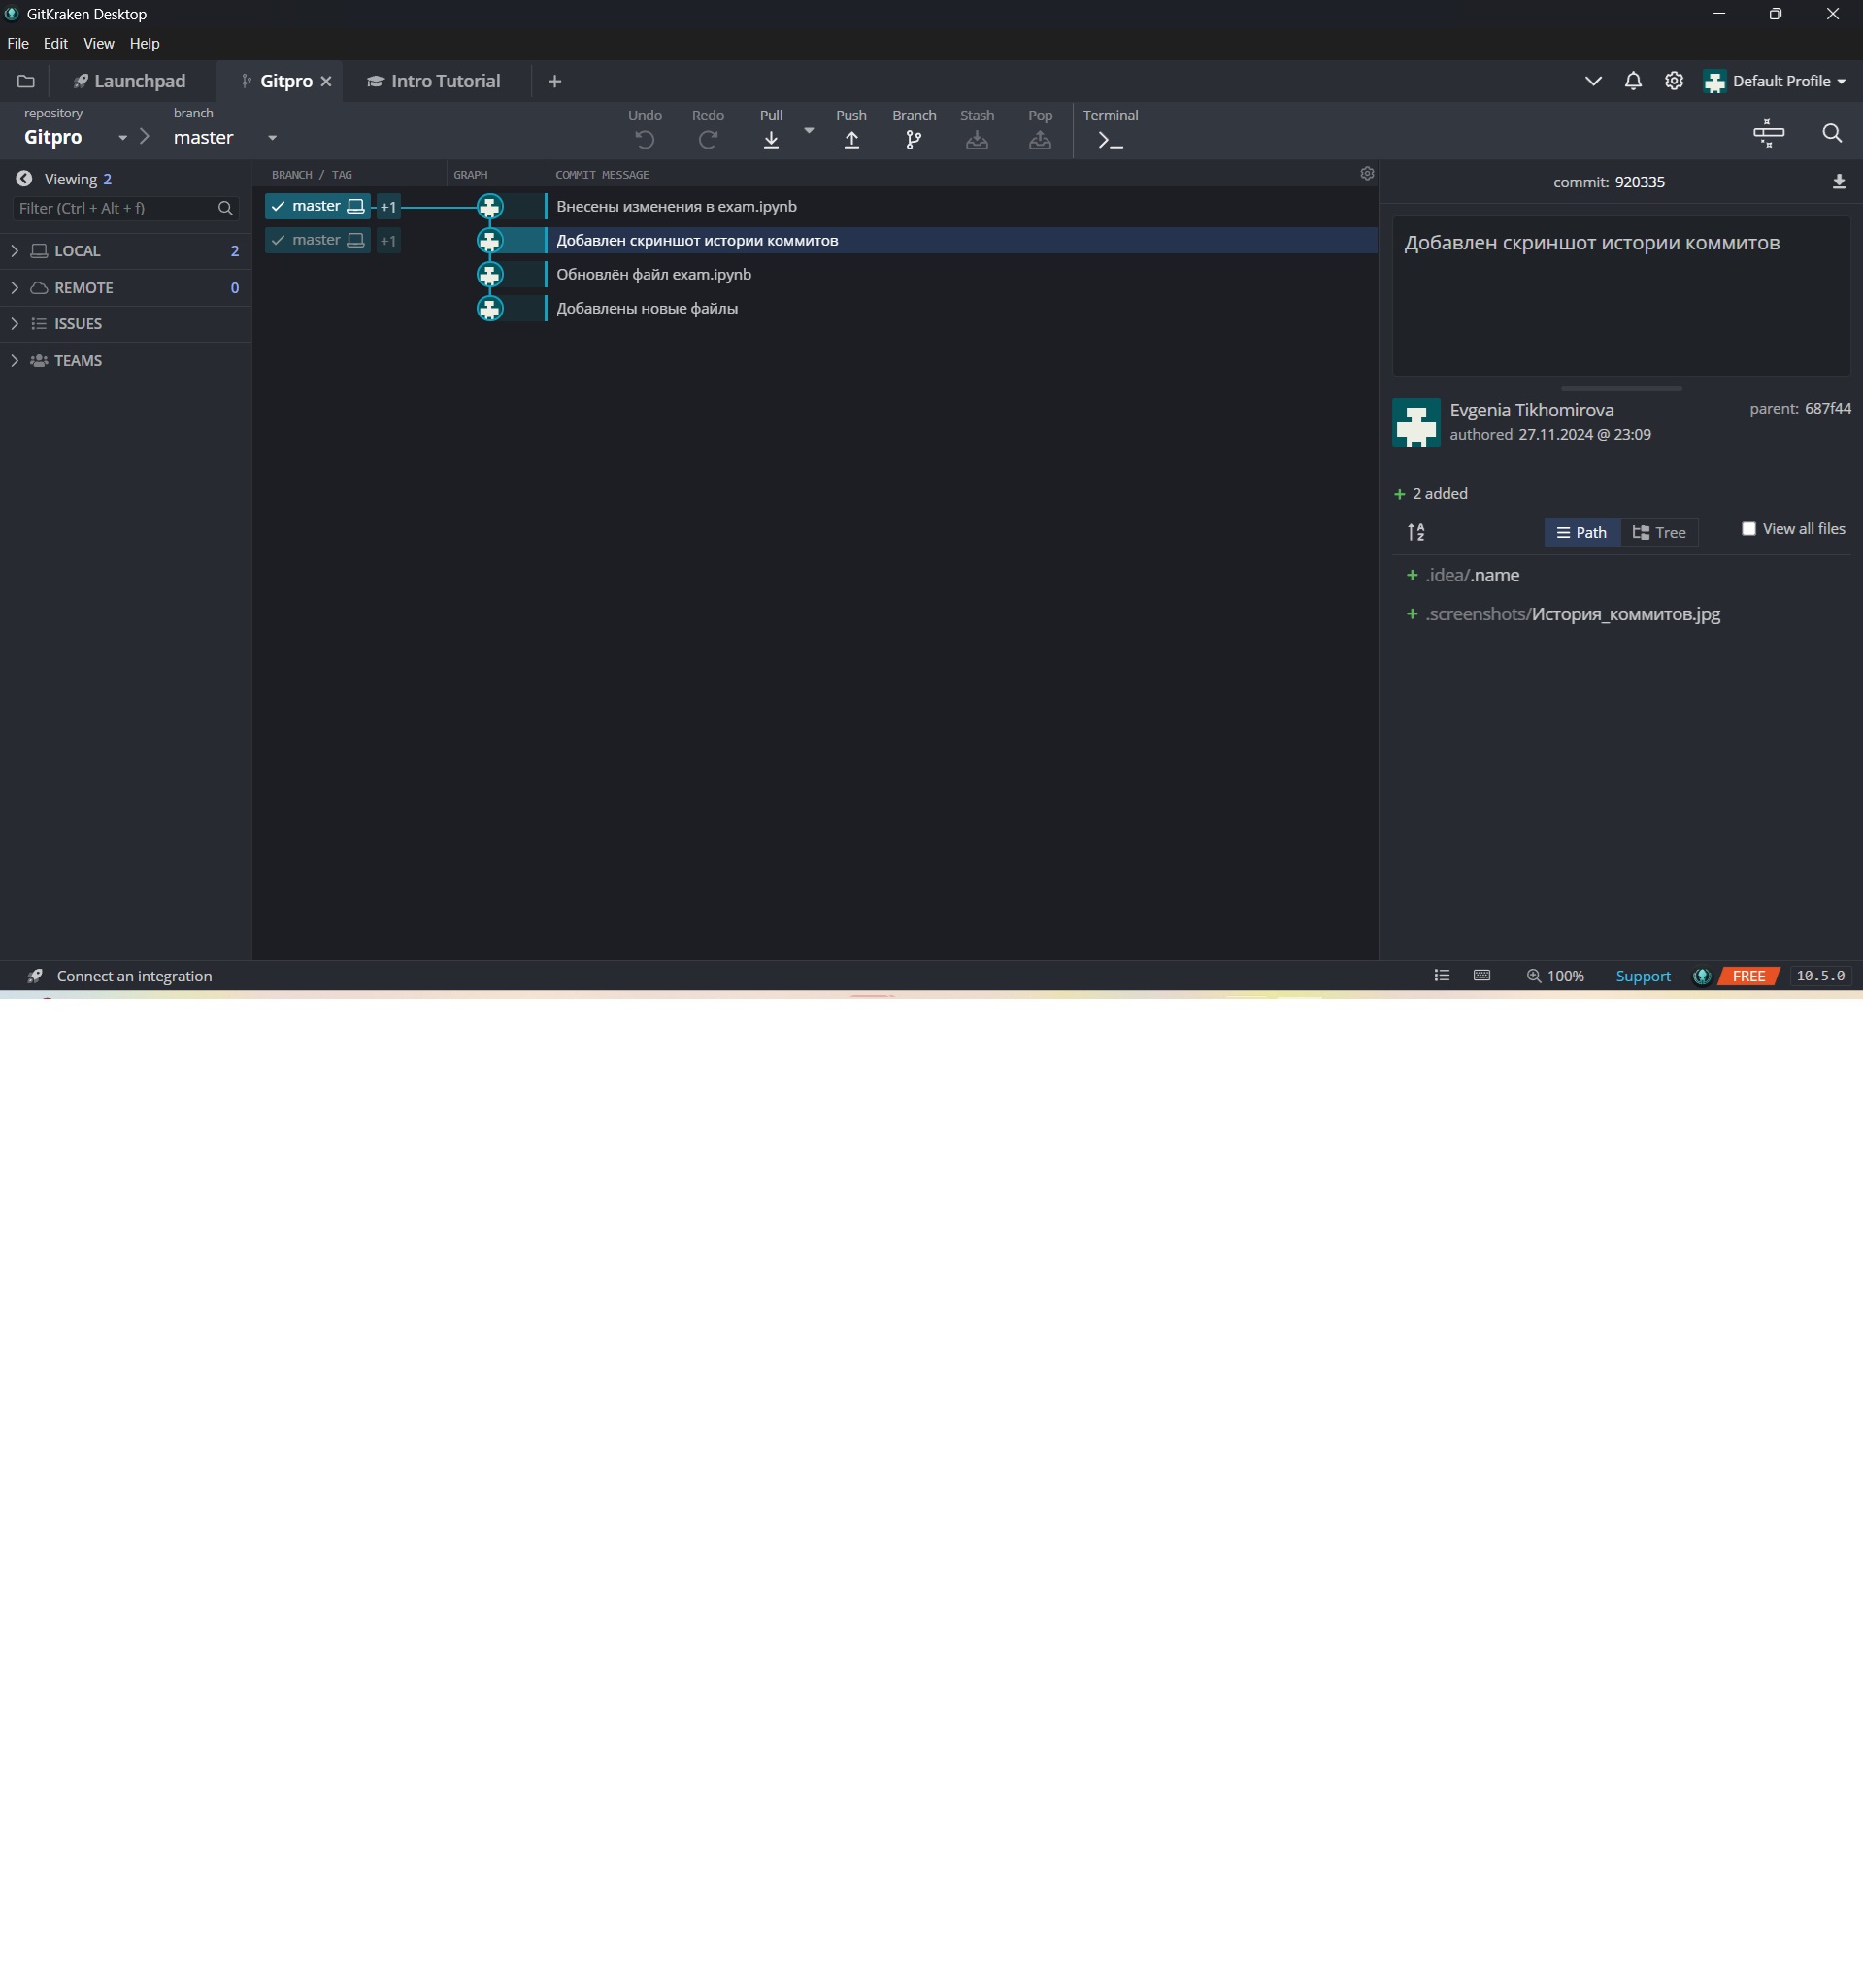 GitKraken Desktop
File Edit View Help
Launchpad Gitpro Intro Tutorial Default Profile
repository branch Undo Redo Pull Push Branch Stash Pop Terminal
Gitpro master
Viewing 2 BRANCH / TAG GRAPH COMMIT MESSAGE commit: 920335
Filter (Ctrl + Alt + f) master +1 Внесены изменения в exam.ipynb
master +1 Добавлен скриншот истории коммитов Добавлен скриншот истории коммитов
LOCAL 2
Обновлён файл exam.ipynb
REMOTE 0
Добавлены новые файлы
ISSUES
TEAMS
Evgenia Tikhomirova parent: 687f44
authored 27.11.2024 @ 23:09
+ 2 added
Path Tree View all files
+ .idea/.name
+ .screenshots/История_коммитов.jpg
Connect an integration 100% Support FREE 10.5.0